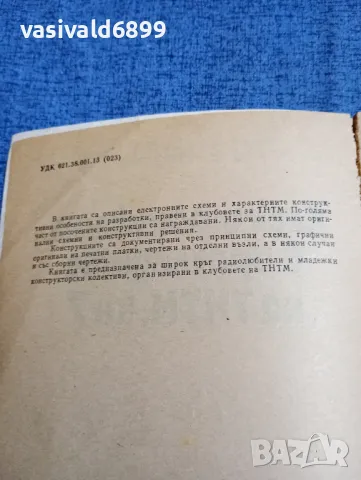 vasivald6899
УДК 621.38.001.13 (023)
В книгата са описани електронните схеми и характерните конструк-
тивни особености на разработки, правени в клубовете за ТНТМ. По-голяма
част от посочените конструкции са награждавани. Някои от тях имат ориги-
нални схемни и конструктивни решения.
Конструкциите са документирани чрез принципни схеми, графични
оригинали на печатни платки, чертежи на отделни възли, а в някои случаи
и със сборни чертежи.
Книгата е предназначена за широк кръг радиолюбители и младежки
конструкторски колективи, организирани в клубовете на ТНТМ.
BAZAR